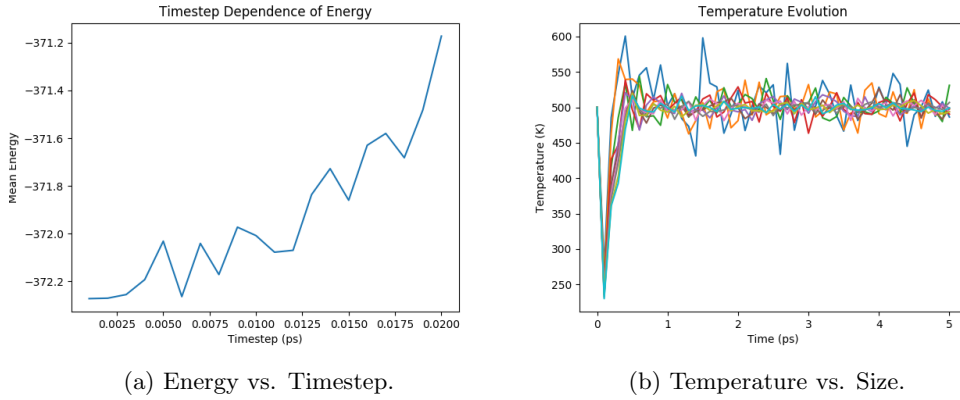 Timestep Dependence of Energy
−371.2
−371.4
−371.6
−371.8
−372.0
−372.2
Mean Energy
0.0025 0.0050 0.0075 0.0100 0.0125 0.0150 0.0175 0.0200
Timestep (ps)
(a) Energy vs. Timestep.
Temperature Evolution
600
550
500
450
400
350
300
250
Temperature (K)
0 1 2 3 4 5
Time (ps)
(b) Temperature vs. Size.